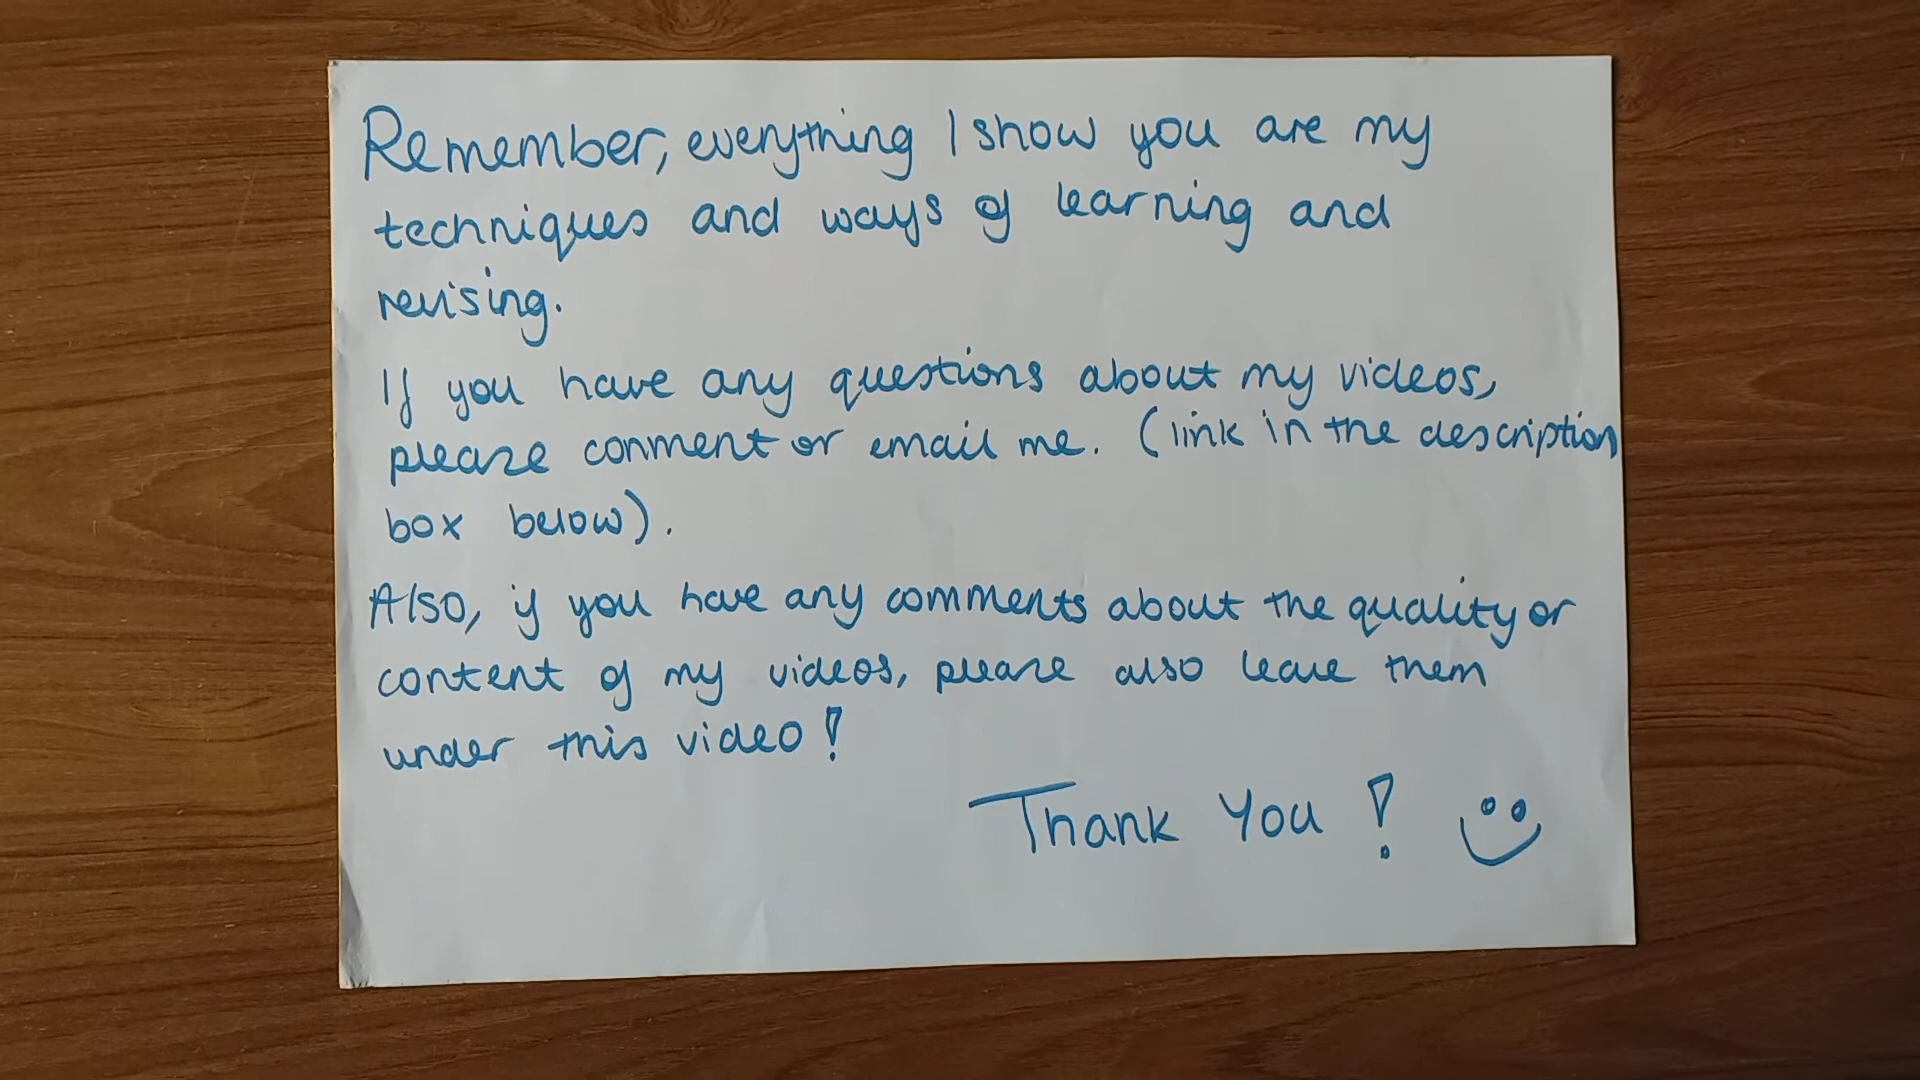 Remember, everything I show you are my
techniques and ways of learning and
revising.
If you have any questions about my videos,
please comment or email me. (link in the description
box below).
Also, if you have any comments about the quality or
content of my videos, please also leave them
under this video!
Thank You! :)